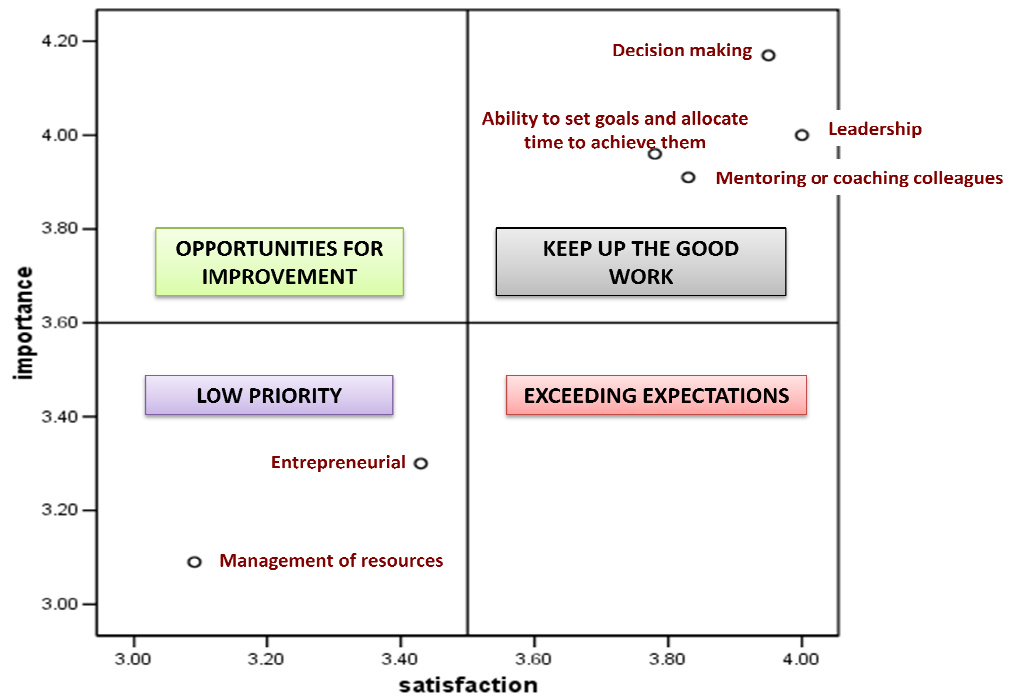 4.20
Decision making
Ability to set goals and allocate
time to achieve them
4.00
Leadership
Mentoring or coaching colleagues
3.80
OPPORTUNITIES FOR
IMPROVEMENT
KEEP UP THE GOOD
WORK
importance
3.60
LOW PRIORITY
EXCEEDING EXPECTATIONS
3.40
Entrepreneurial
3.20
Management of resources
3.00
3.00 3.20 3.40 3.60 3.80 4.00
satisfaction